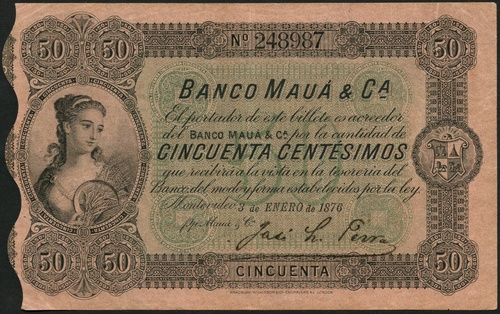 50 50
Nº 248987
BANCO MAUÁ & CA
El portador de este billete es acreedor
del BANCO MAUÁ & Cª por la cantidad de
CINCUENTA CENTÉSIMOS
que recibirá a la vista en la tesorería del
Banco, del modo y forma establecidos por la ley.
Montevideo 3 de ENERO de 1876
p. Mauá y Cª
50 50
CINCUENTA